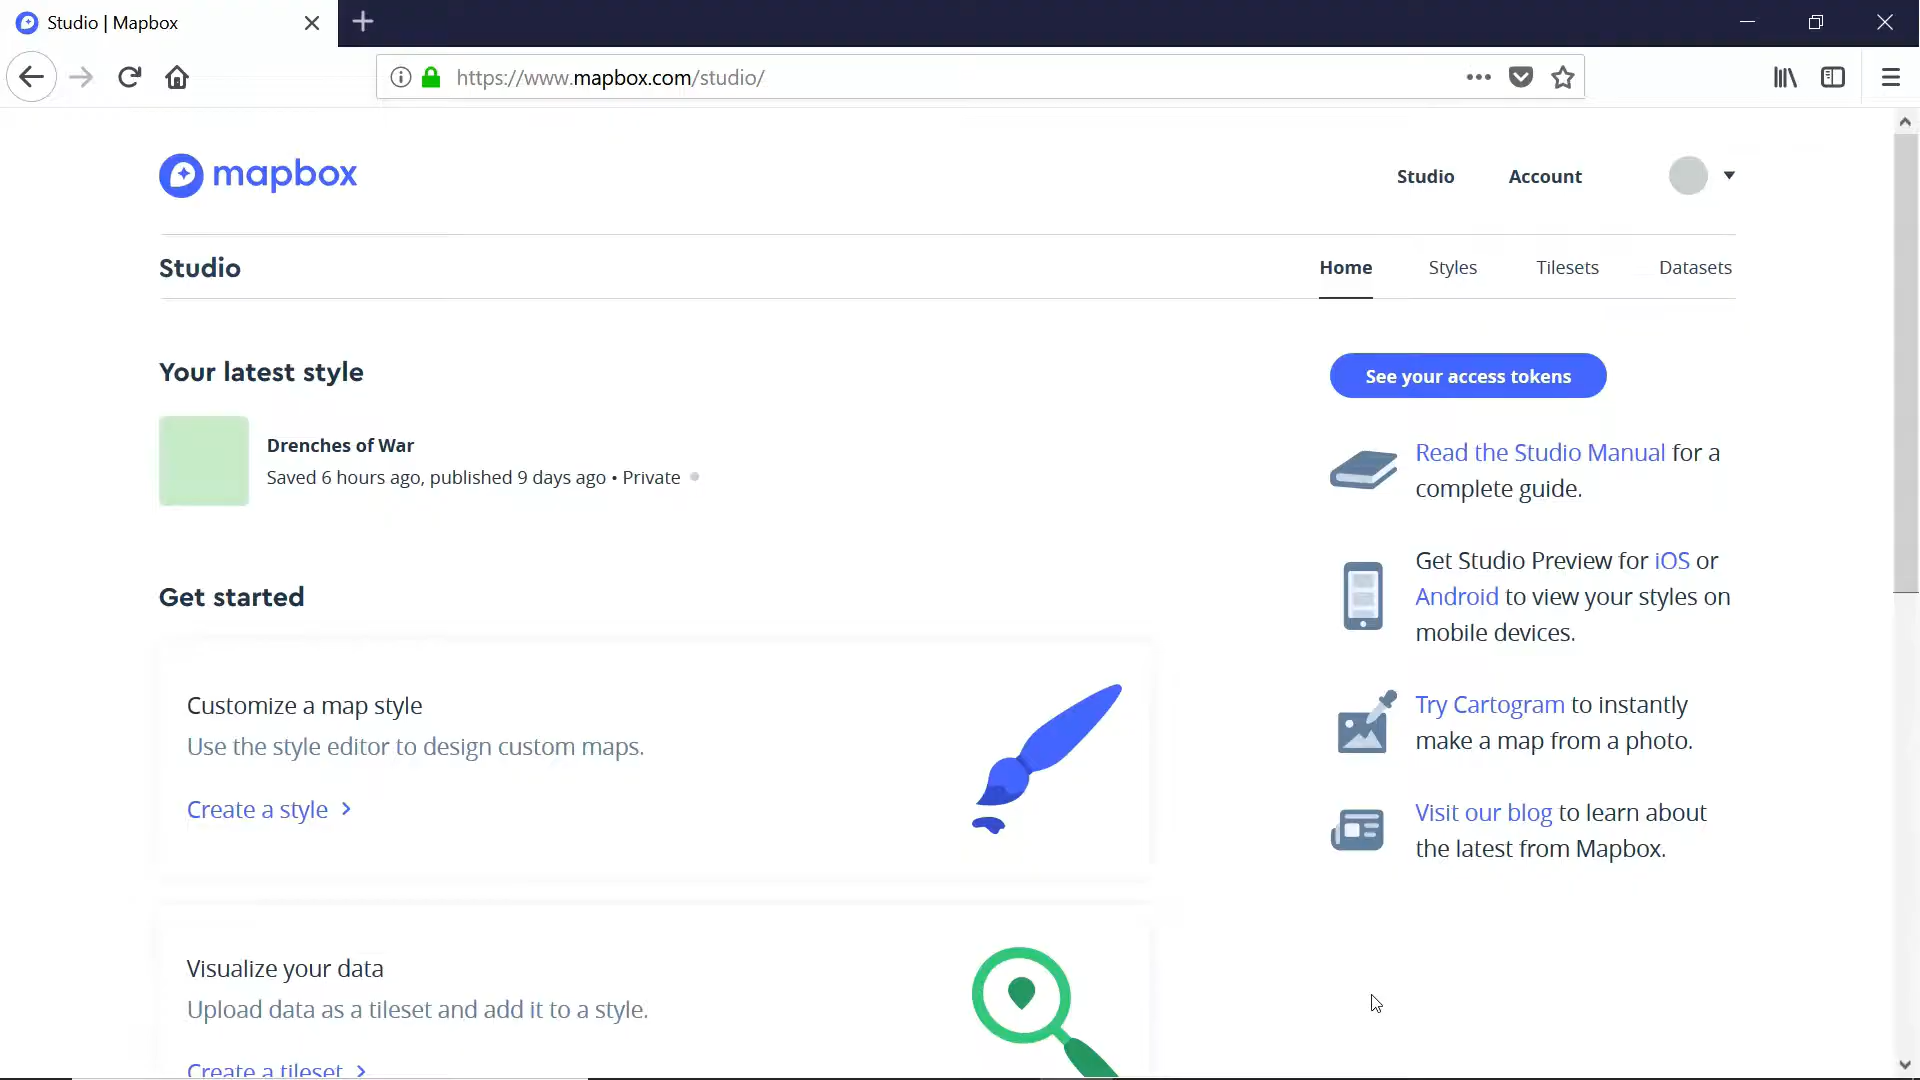 Studio | Mapbox
https://www.mapbox.com/studio/
mapbox
Studio
Account
Studio
Home
Styles
Tilesets
Datasets
Your latest style
Drenches of War
Saved 6 hours ago, published 9 days ago • Private
Get started
Customize a map style
Use the style editor to design custom maps.
Create a style
Visualize your data
Upload data as a tileset and add it to a style.
Create a tileset
See your access tokens
Read the Studio Manual for a
complete guide.
Get Studio Preview for iOS or
Android to view your styles on
mobile devices.
Try Cartogram to instantly
make a map from a photo.
Visit our blog to learn about
the latest from Mapbox.